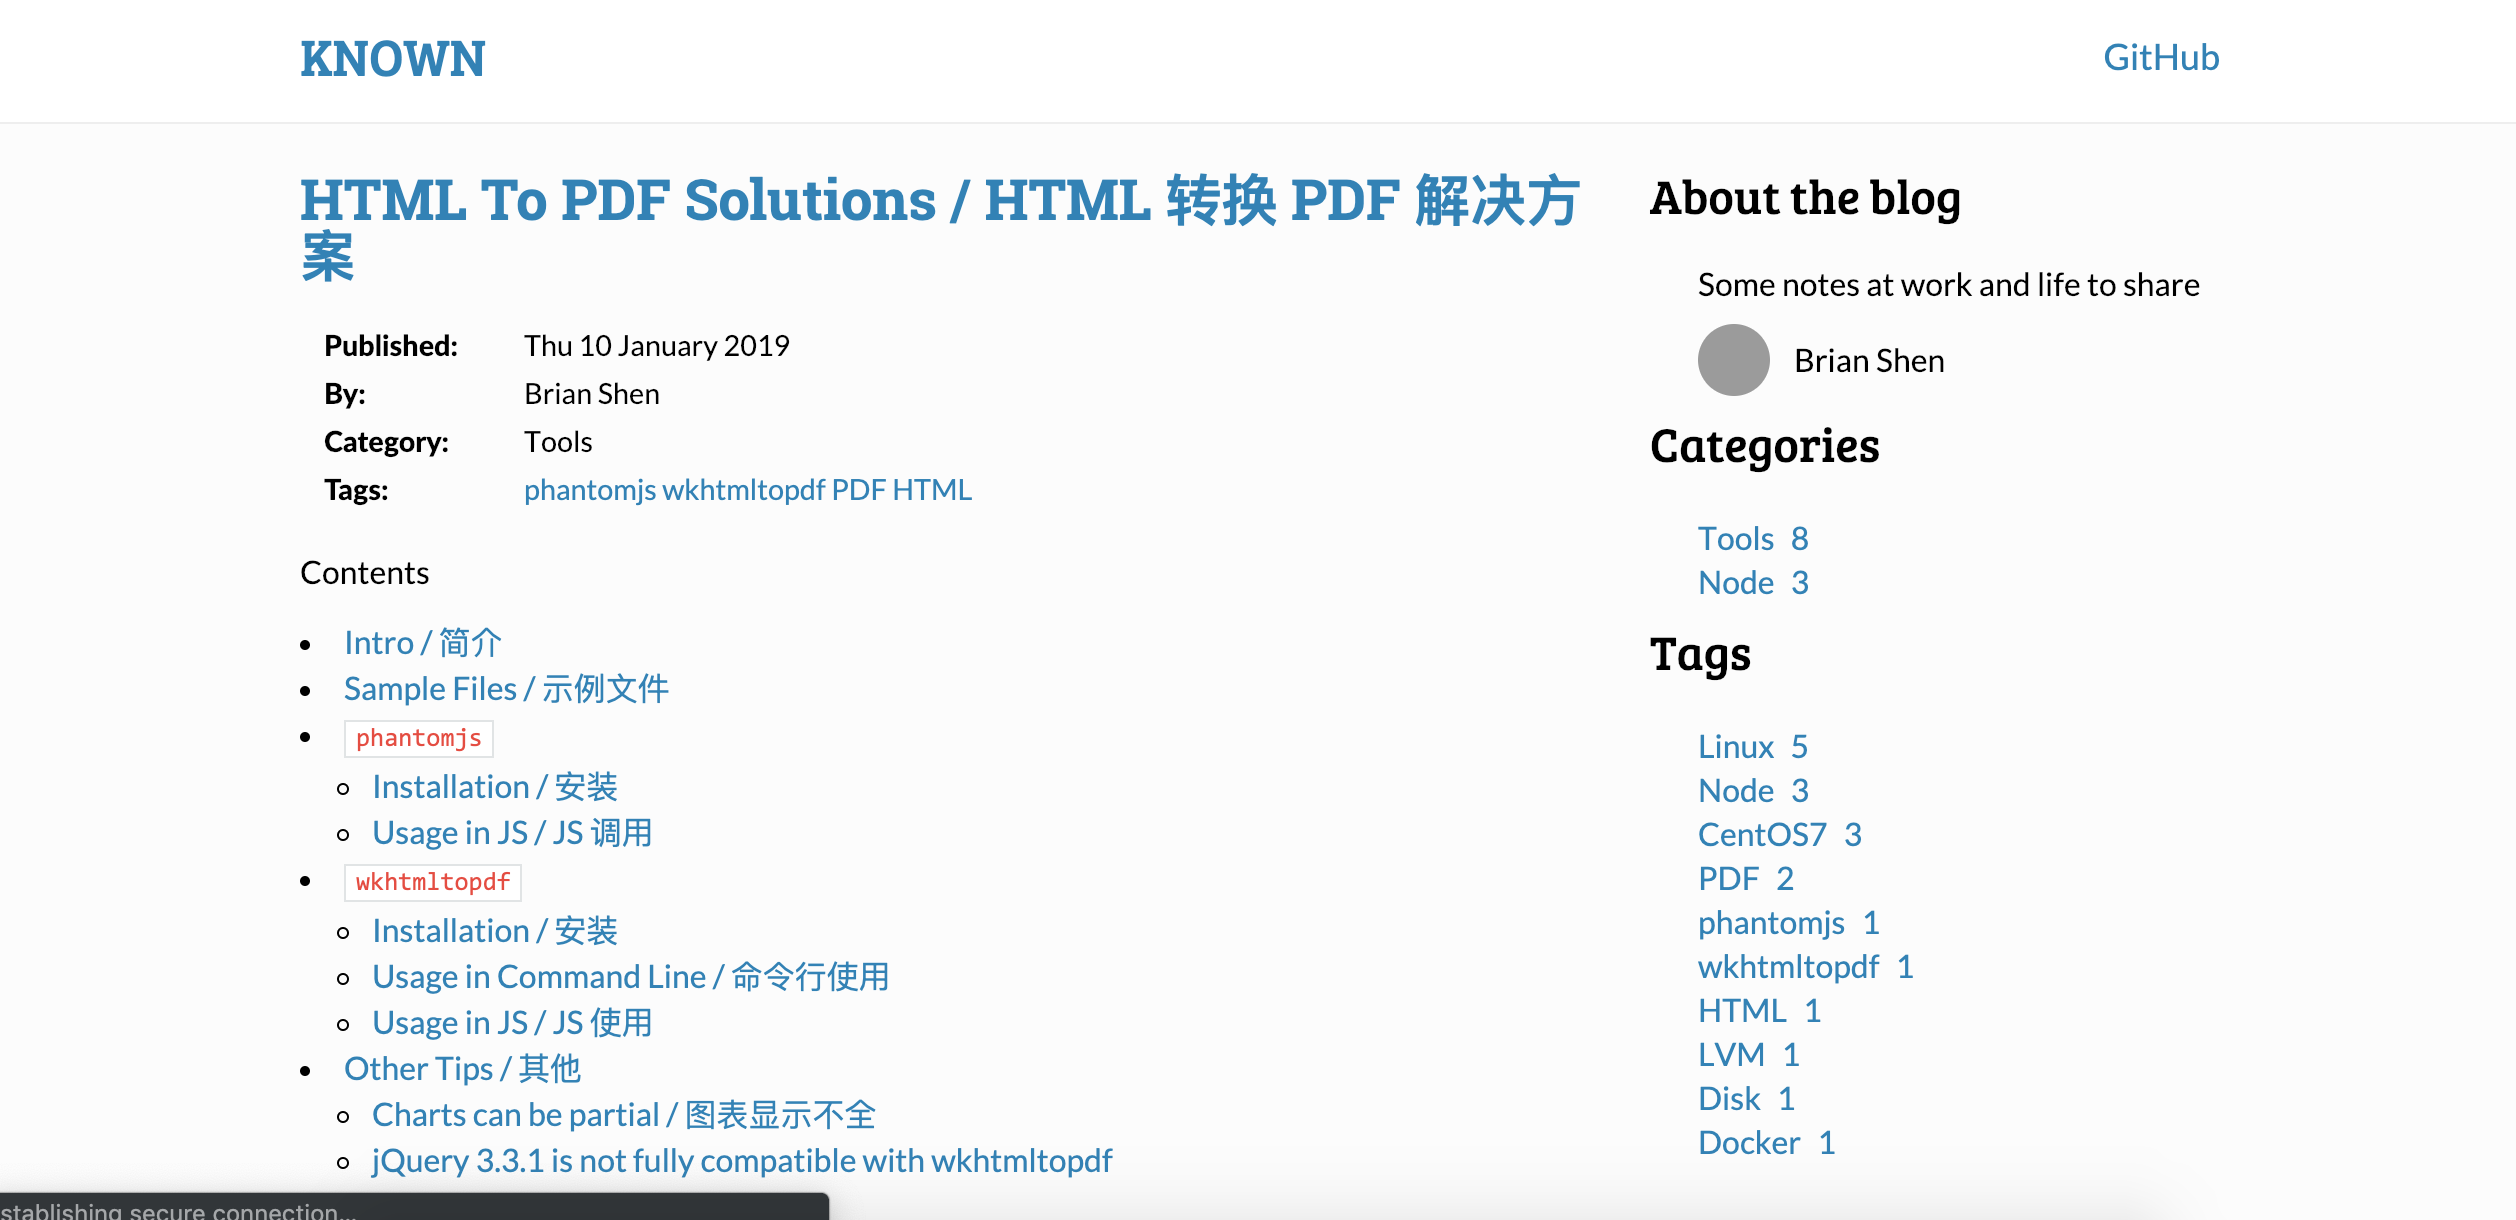 KNOWN
GitHub
HTML To PDF Solutions / HTML 转换 PDF 解决方
案
Published: Thu 10 January 2019
By: Brian Shen
Category: Tools
Tags: phantomjs wkhtmltopdf PDF HTML
Contents
Intro / 简介
Sample Files / 示例文件
phantomjs
Installation / 安装
Usage in JS / JS 调用
wkhtmltopdf
Installation / 安装
Usage in Command Line / 命令行使用
Usage in JS / JS 使用
Other Tips / 其他
Charts can be partial / 图表显示不全
jQuery 3.3.1 is not fully compatible with wkhtmltopdf
About the blog
Some notes at work and life to share
Brian Shen
Categories
Tools 8
Node 3
Tags
Linux 5
Node 3
CentOS7 3
PDF 2
phantomjs 1
wkhtmltopdf 1
HTML 1
LVM 1
Disk 1
Docker 1
stablishing secure connection...